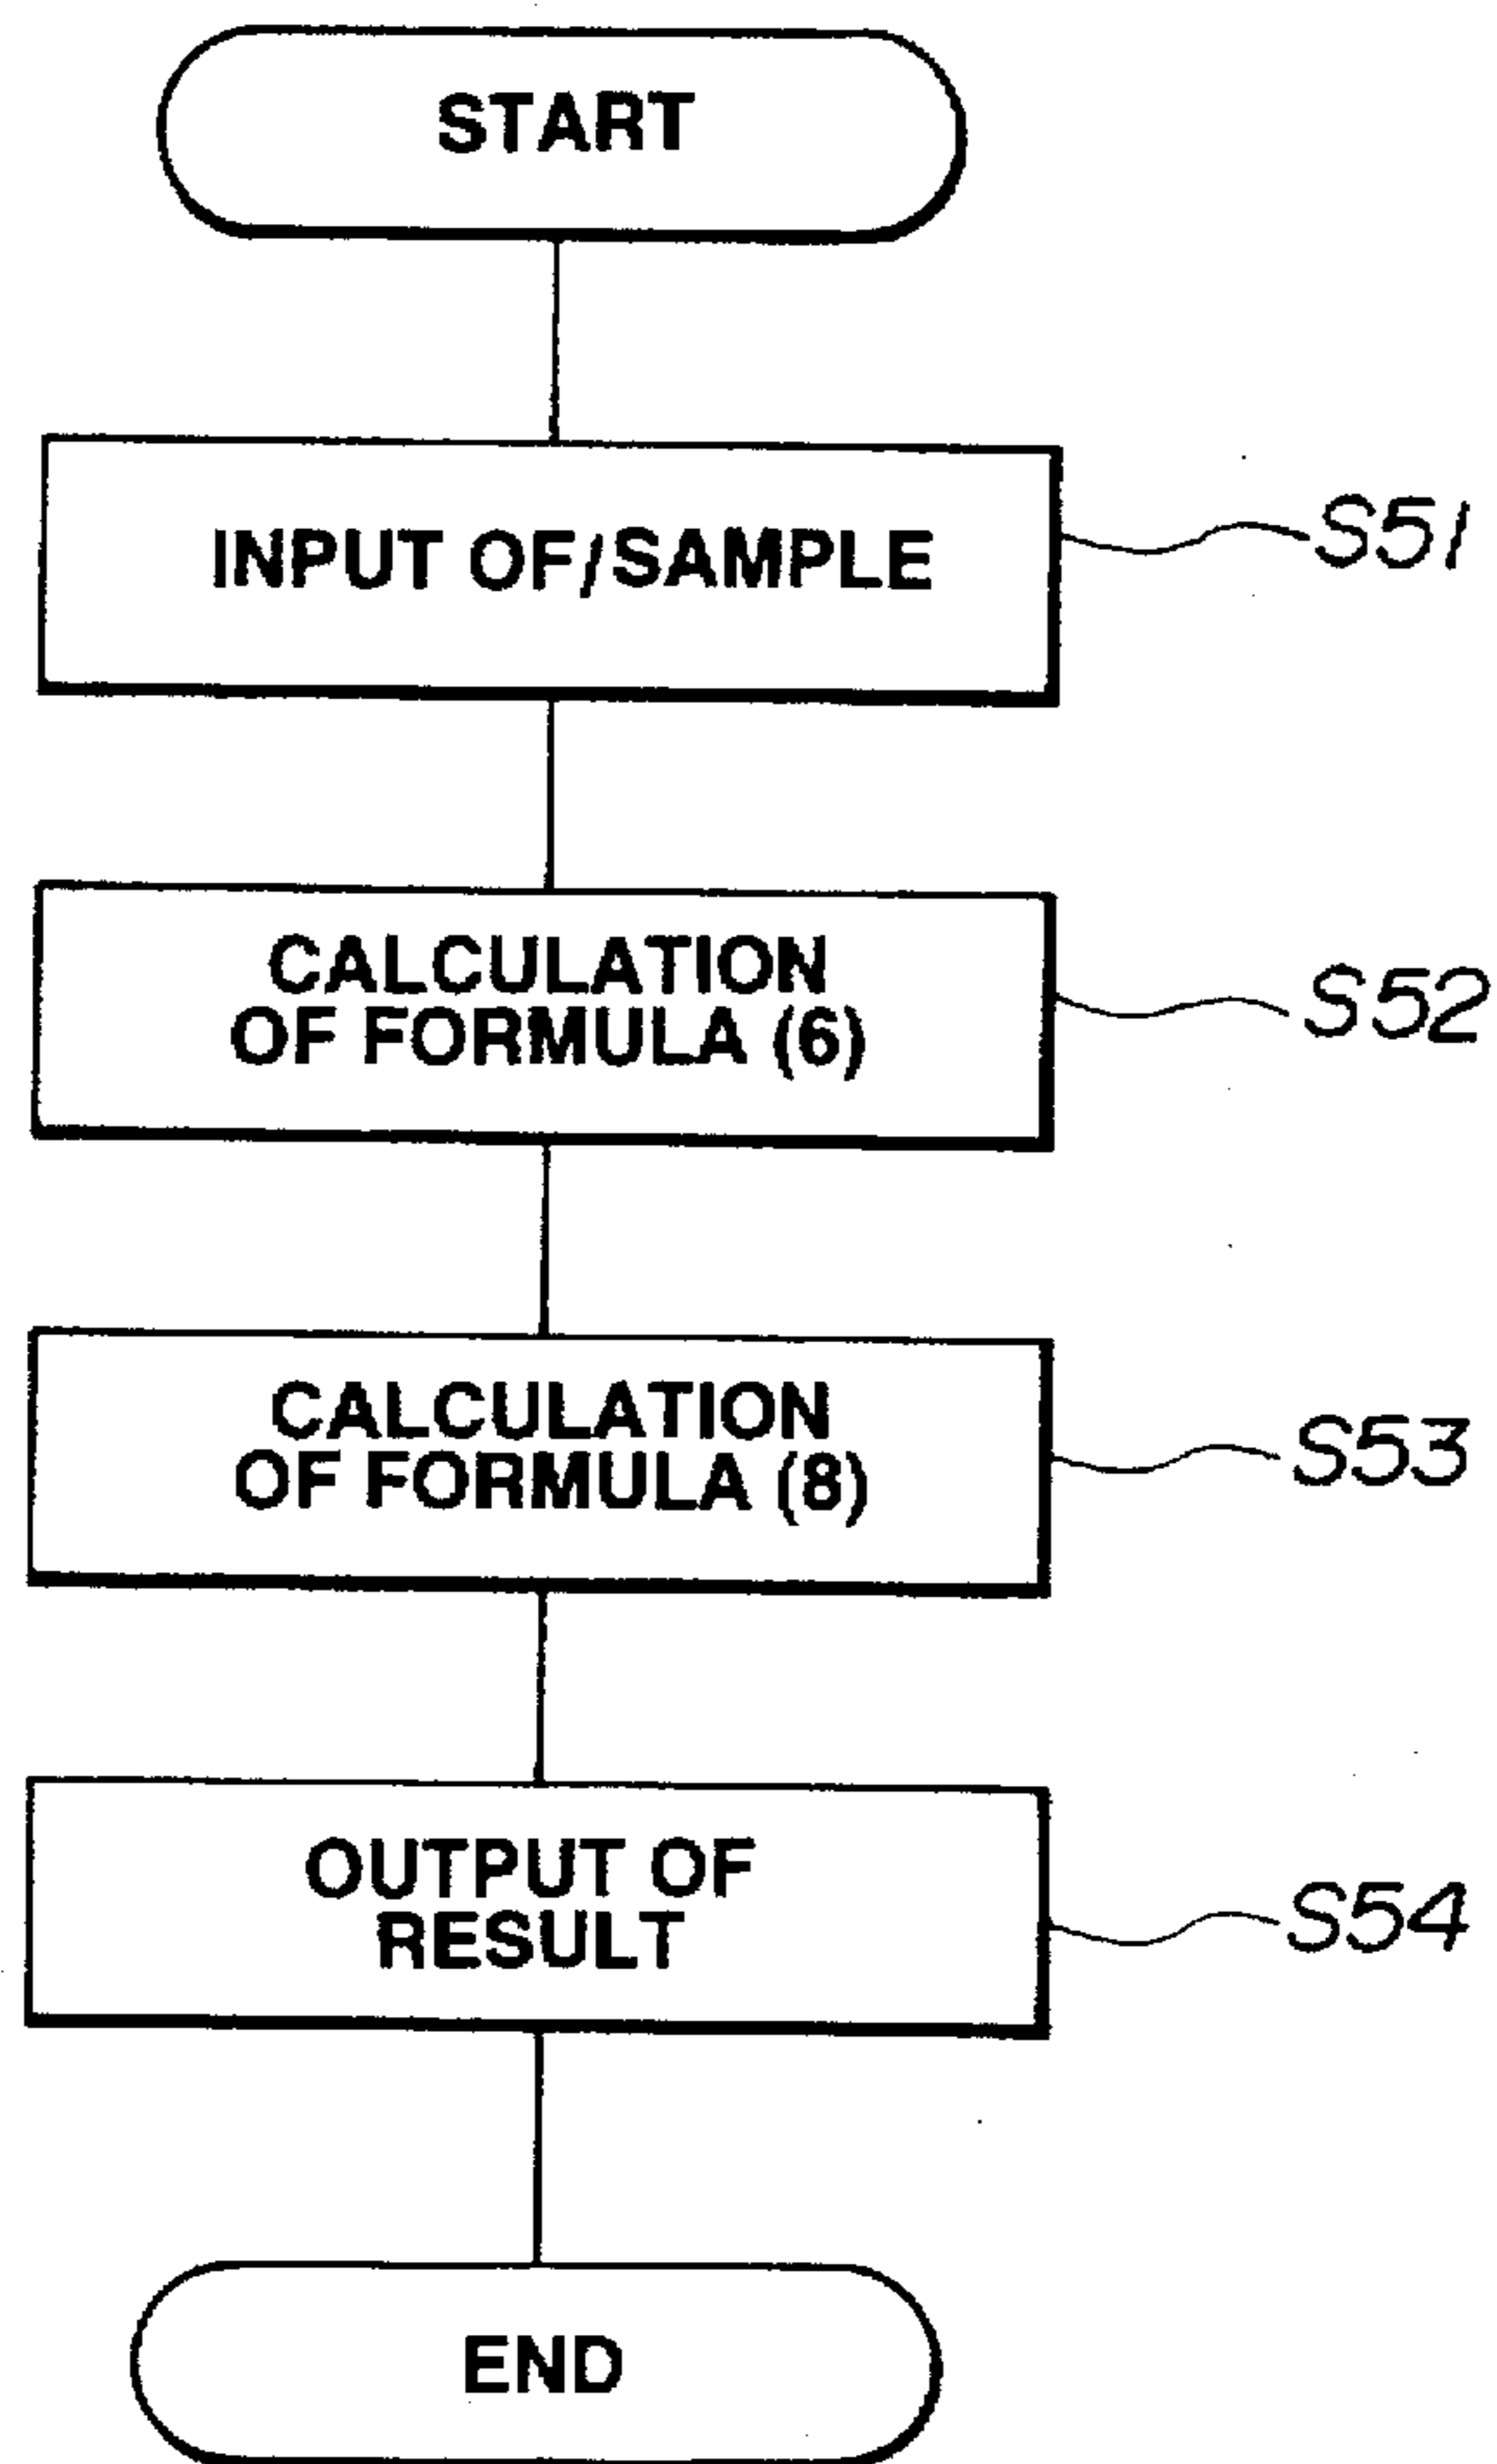 START
INPUT OF 1 SAMPLE
S51
CALCULATION
OF FORMULA (6)
S52
CALCULATION
OF FORMULA (8)
S53
OUTPUT OF
RESULT
S54
END